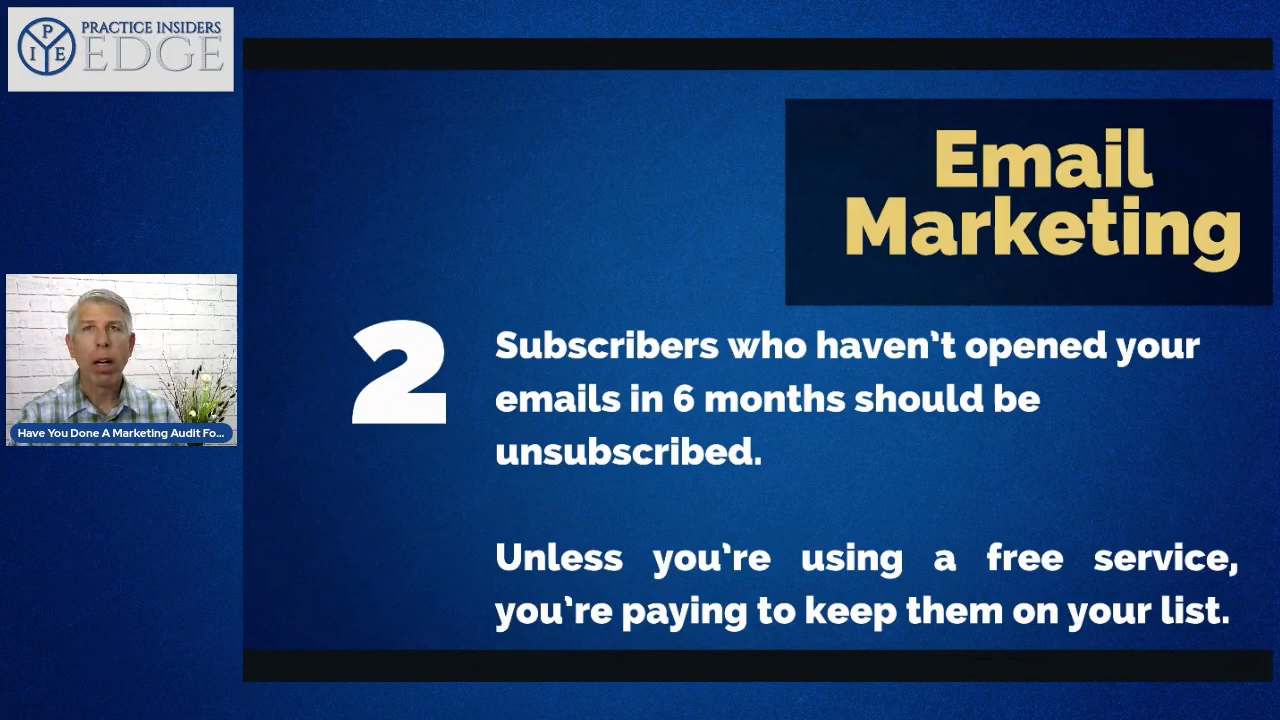 P
I E
PRACTICE INSIDERS
EDGE
Email
Marketing
2
Subscribers who haven't opened your
emails in 6 months should be
unsubscribed.
Unless you're using a free service,
you're paying to keep them on your list.
Have You Done A Marketing Audit Fo...